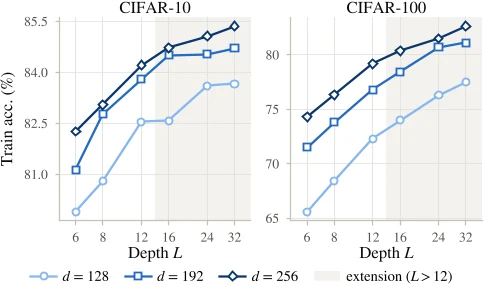 CIFAR-10
CIFAR-100
Train acc. (%)
85.5
84.0
82.5
81.0
80
75
70
65
6 8 12 16 24 32
6 8 12 16 24 32
Depth L
Depth L
d = 128
d = 192
d = 256
extension (L > 12)